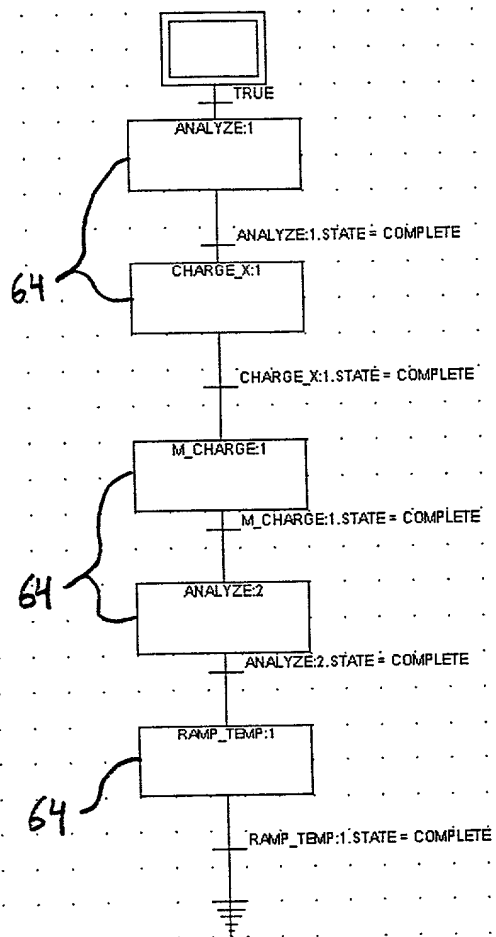 TRUE
ANALYZE:1
ANALYZE:1.STATE = COMPLETE
64
CHARGE_X:1
CHARGE_X:1.STATE = COMPLETE
M_CHARGE:1
M_CHARGE:1.STATE = COMPLETE
64
ANALYZE:2
ANALYZE:2.STATE = COMPLETE
RAMP_TEMP:1
64
RAMP_TEMP:1.STATE = COMPLETE